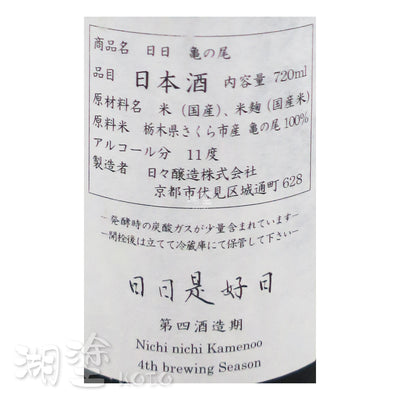 商品名 日日 亀の尾
品目 日本酒 内容量 720ml
原材料名 米（国産）、米麹（国産米）
原料米 栃木県さくら市産 亀の尾100%
アルコール分 11度
製造者 日々醸造株式会社
京都市伏見区城通町628
−発酵時の炭酸ガスが少量含まれています−
−開栓後は立てて冷蔵庫にて保管して下さい−
日日是好日
第四酒造期
Nichi nichi Kamenoo
4th brewing Season
湖塗 KOTO